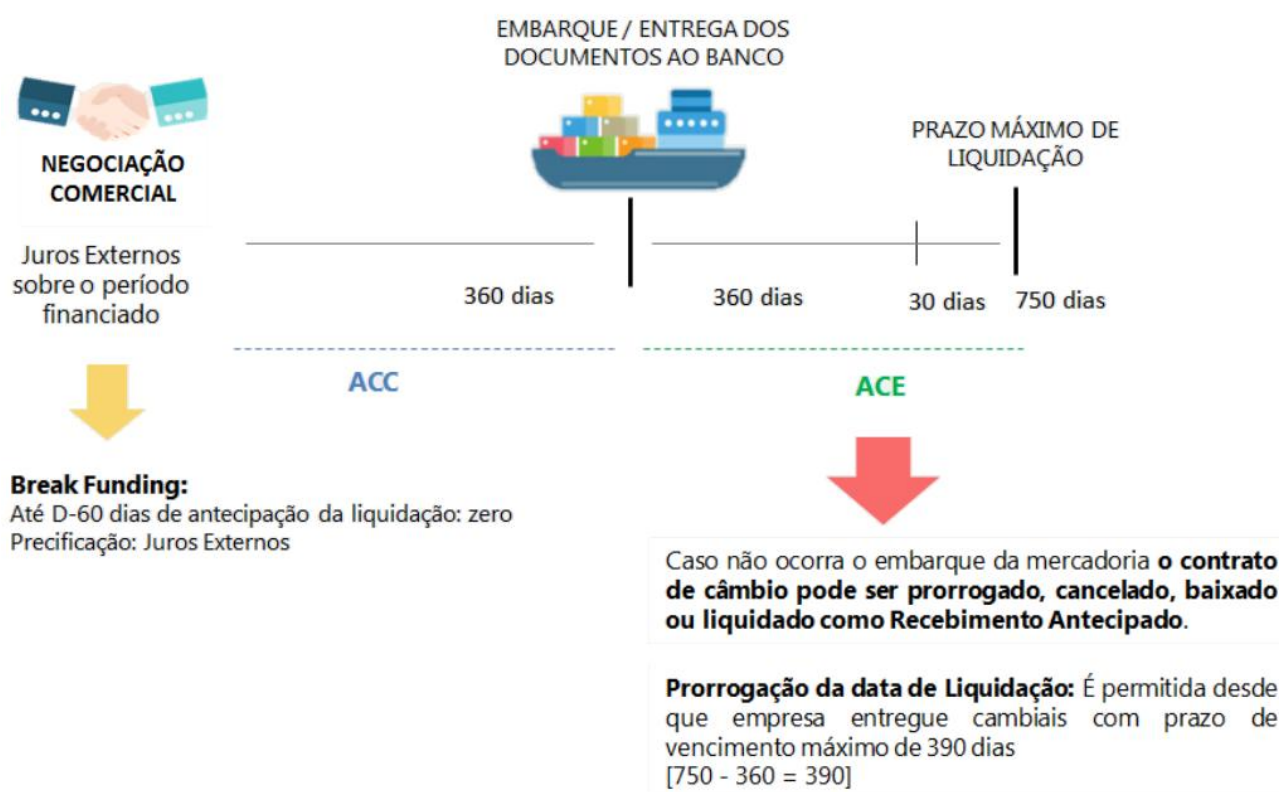 EMBARQUE / ENTREGA DOS
DOCUMENTOS AO BANCO
NEGOCIAÇÃO
COMERCIAL
PRAZO MÁXIMO DE
LIQUIDAÇÃO
Juros Externos
sobre o período
financiado
360 dias
360 dias
30 dias
750 dias
ACC
ACE
Break Funding:
Até D-60 dias de antecipação da liquidação: zero
Precificação: Juros Externos
Caso não ocorra o embarque da mercadoria o contrato
de câmbio pode ser prorrogado, cancelado, baixado
ou liquidado como Recebimento Antecipado.
Prorrogação da data de Liquidação: É permitida desde
que empresa entregue cambiais com prazo de
vencimento máximo de 390 dias
[750 - 360 = 390]